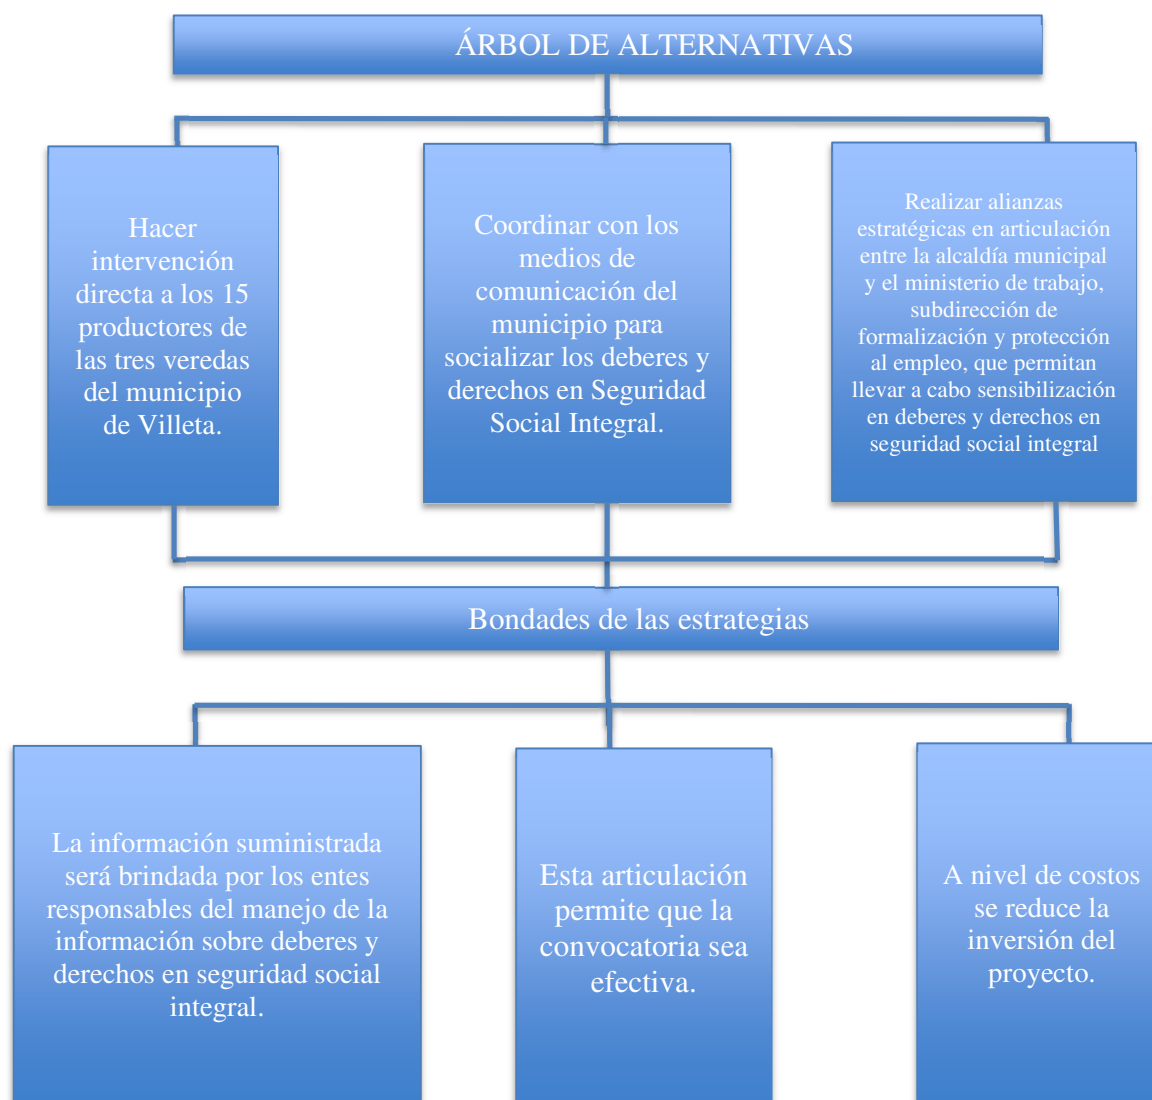 ÁRBOL DE ALTERNATIVAS
Hacer
intervención
directa a los 15
productores de
las tres veredas
del municipio
de Villeta.
Coordinar con los
medios de
comunicación del
municipio para
socializar los deberes y
derechos en Seguridad
Social Integral.
Realizar alianzas
estratégicas en articulación
entre la alcaldía municipal
y el ministerio de trabajo,
subdirección de
formalización y protección
al empleo, que permitan
llevar a cabo sensibilización
en deberes y derechos en
seguridad social integral
Bondades de las estrategias
La información suministrada
será brindada por los entes
responsables del manejo de la
información sobre deberes y
derechos en seguridad social
integral.
Esta articulación
permite que la
convocatoria sea
efectiva.
A nivel de costos
se reduce la
inversión del
proyecto.